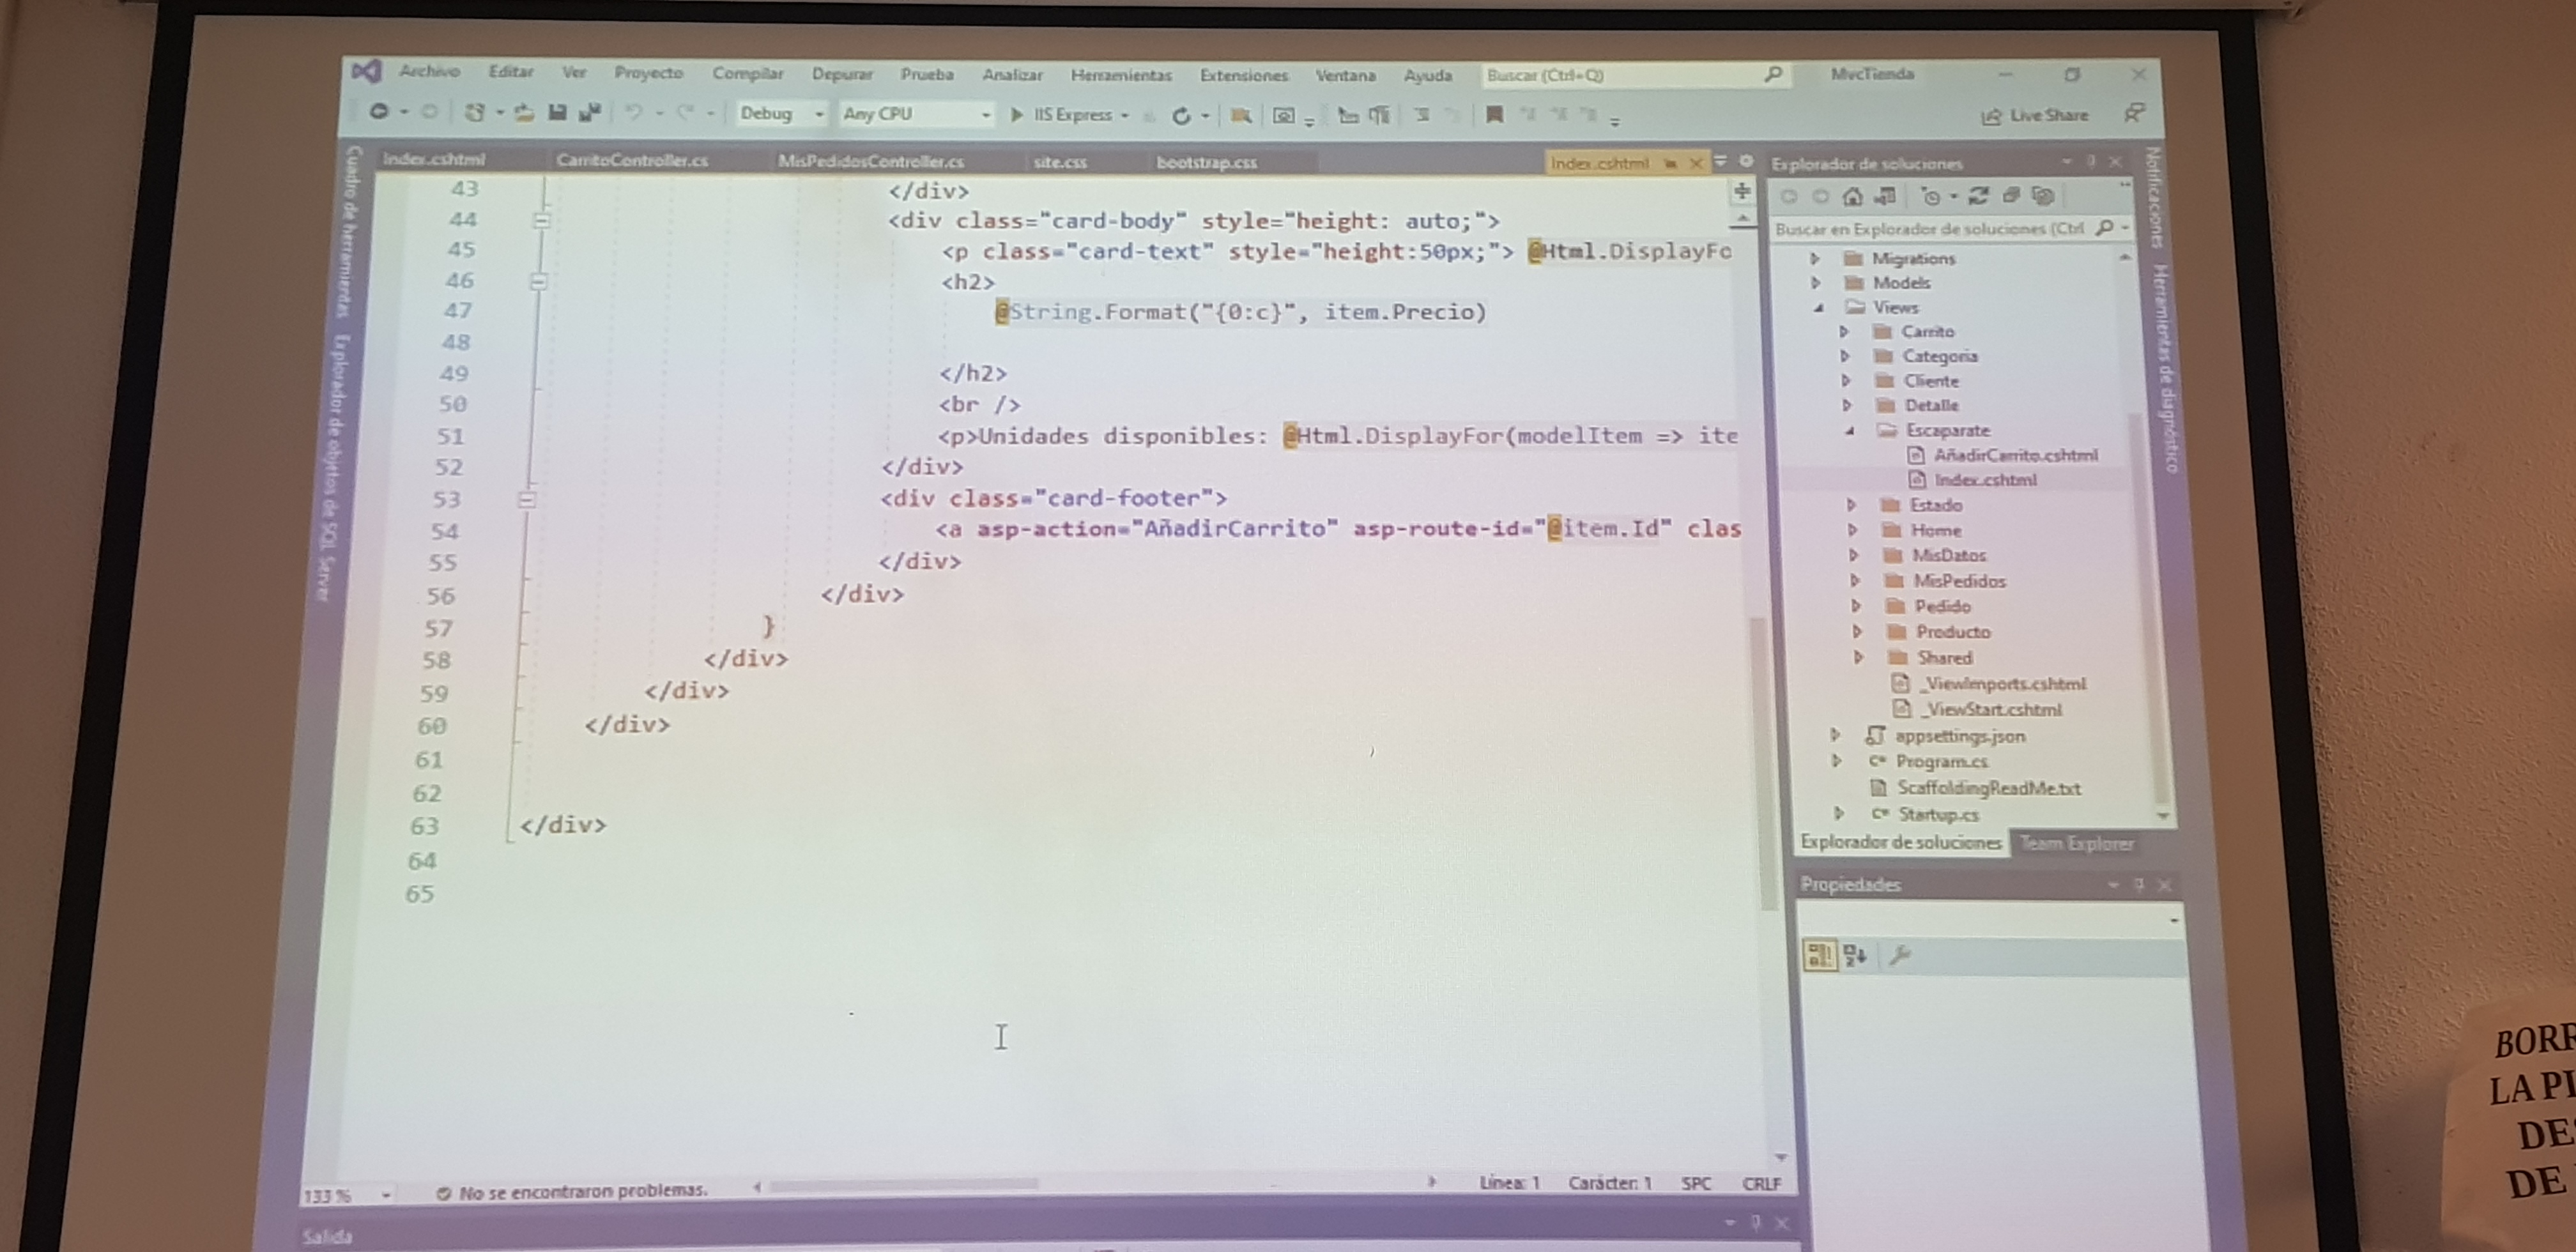 Archivo Editar Ver Proyecto Compilar Depurar Prueba Analizar Herramientas Extensiones Ventana Ayuda Buscar (Ctrl+Q) MvcTienda
Debug Any CPU IIS Express Live Share
Cuadro de herramientas Explorador de objetos de SQL Server
Index.cshtml CarritoController.cs MisPedidosController.cs site.css bootstrap.css Index.cshtml
43 </div>
44 <div class="card-body" style="height: auto;">
45 <p class="card-text" style="height:50px;"> @Html.DisplayFo
46 <h2>
47 @String.Format("{0:c}", item.Precio)
48
49 </h2>
50 <br />
51 <p>Unidades disponibles: @Html.DisplayFor(modelItem => ite
52 </div>
53 <div class="card-footer">
54 <a asp-action="AñadirCarrito" asp-route-id="@item.Id" clas
55 </div>
56 </div>
57 }
58 </div>
59 </div>
60 </div>
61
62
63 </div>
64
65
133 % No se encontraron problemas. Línea: 1 Carácter: 1 SPC CRLF
Salida
Explorador de soluciones
Buscar en Explorador de soluciones (Ctrl
Migrations
Models
Views
Carrito
Categoria
Cliente
Detalle
Escaparate
AñadirCarrito.cshtml
Index.cshtml
Estado
Home
MisDatos
MisPedidos
Pedido
Producto
Shared
_ViewImports.cshtml
_ViewStart.cshtml
appsettings.json
C# Program.cs
ScaffoldingReadMe.txt
C# Startup.cs
Explorador de soluciones Team Explorer
Propiedades
Notificaciones Herramientas de diagnóstico
BORR
LA PI
DE
DE